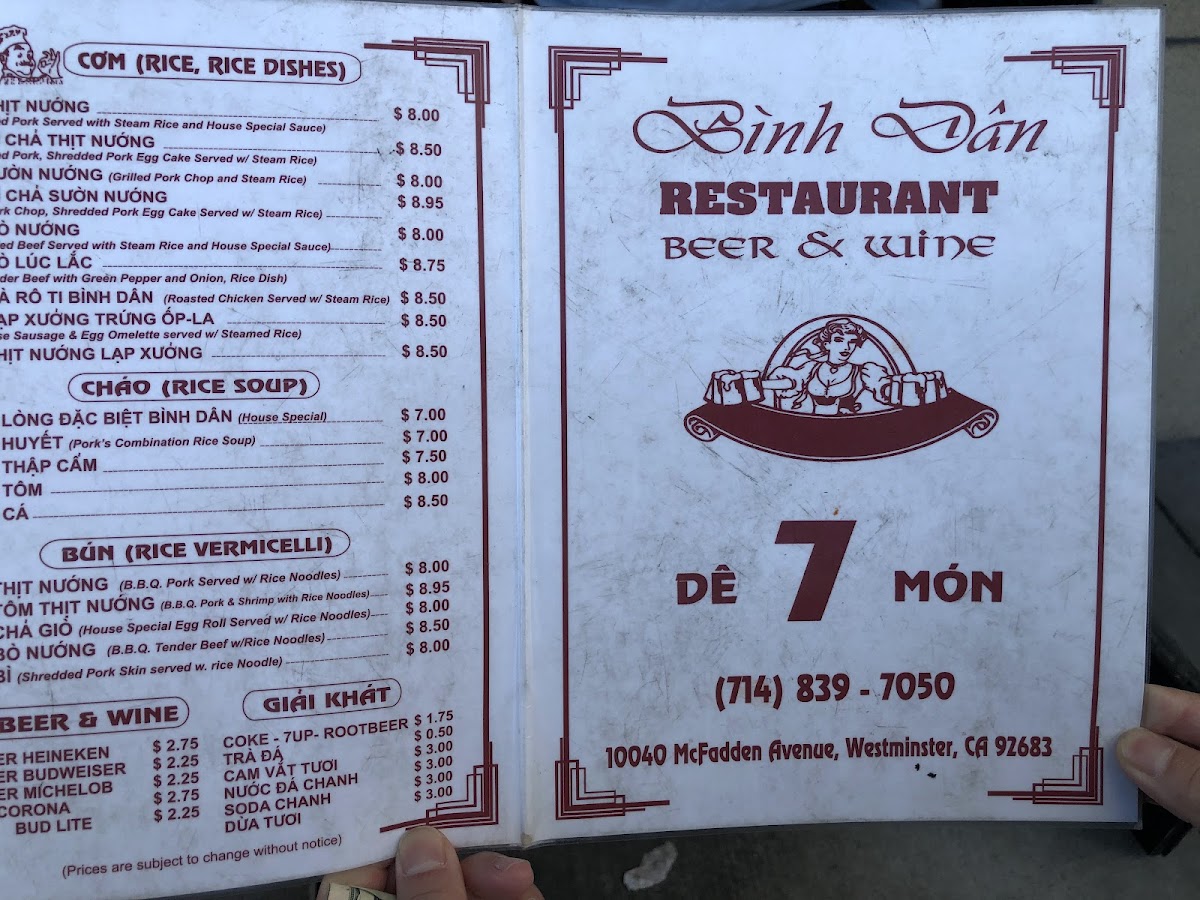 CƠM (RICE, RICE DISHES)
NƯỚNG $ 8.00
Pork Served with Steam Rice and House Special Sauce)
CHẢ THỊT NƯỚNG $ 8.50
Pork, Shredded Pork Egg Cake Served w/ Steam Rice)
NƯỚNG (Grilled Pork Chop and Steam Rice) $ 8.00
CHẢ SƯỜN NƯỚNG $ 8.95
Chop, Shredded Pork Egg Cake Served w/ Steam Rice)
NƯỚNG $ 8.00
Beef Served with Steam Rice and House Special Sauce)
LÚC LẮC $ 8.75
Beef with Green Pepper and Onion, Rice Dish)
RÔ TI BÌNH DÂN (Roasted Chicken Served w/ Steam Rice) $ 8.50
XƯỞNG TRỨNG ỐP-LA $ 8.50
Sausage & Egg Omelette served w/ Steamed Rice)
NƯỚNG LẠP XƯỞNG $ 8.50
CHÁO (RICE SOUP)
LÒNG ĐẶC BIỆT BÌNH DÂN (House Special) $ 7.00
HUYẾT (Pork's Combination Rice Soup) $ 7.00
THẬP CẨM $ 7.50
TÔM $ 8.00
CÁ $ 8.50
BÚN (RICE VERMICELLI)
THỊT NƯỚNG (B.B.Q. Pork Served w/ Rice Noodles) $ 8.00
TÔM THỊT NƯỚNG (B.B.Q. Pork & Shrimp with Rice Noodles) $ 8.95
CHẢ GIÒ (House Special Egg Roll Served w/ Rice Noodles) $ 8.00
BÒ NƯỚNG (B.B.Q. Tender Beef w/Rice Noodles) $ 8.50
BÌ (Shredded Pork Skin served w. rice Noodle) $ 8.00
BEER & WINE
HEINEKEN $ 2.75
BUDWEISER $ 2.25
MICHELOB $ 2.25
CORONA $ 2.75
BUD LITE $ 2.25
GIẢI KHÁT
COKE - 7UP- ROOTBEER $ 1.75
TRÀ ĐÁ $ 0.50
CAM VẮT TƯƠI $ 3.00
NƯỚC ĐÁ CHANH $ 3.00
SODA CHANH $ 3.00
DỪA TƯƠI $ 3.00
(Prices are subject to change without notice)
Bình Dân
RESTAURANT
BEER & WINE
DÊ 7 MÓN
(714) 839 - 7050
10040 McFadden Avenue, Westminster, CA 92683